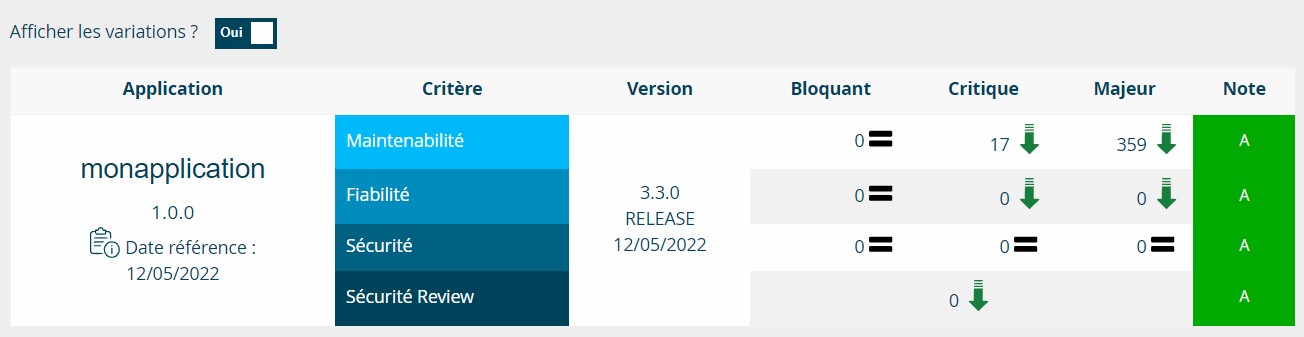 Afficher les variations ? Oui
Application Critère Version Bloquant Critique Majeur Note
monapplication
1.0.0
Date référence :
12/05/2022
Maintenabilité
Fiabilité
Sécurité
Sécurité Review
3.3.0
RELEASE
12/05/2022
0 17 359 A
0 0 0 A
0 0 0 A
0 A